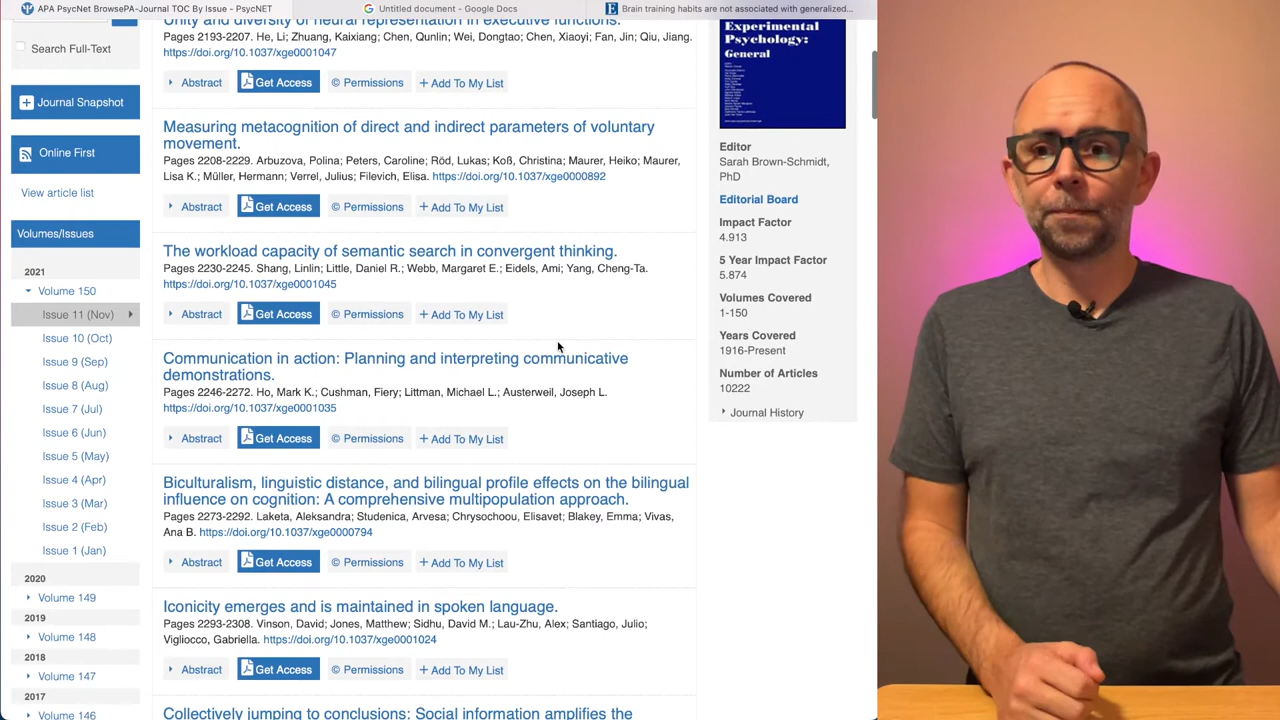 APA PsycNet BrowsePA-Journal TOC By Issue - PsycNET
Untitled document - Google Docs
Brain training habits are not associated with generalized...
Search Full-Text
Journal Snapshot
Online First
View article list
Volumes/Issues
2021
Volume 150
Issue 11 (Nov)
Issue 10 (Oct)
Issue 9 (Sep)
Issue 8 (Aug)
Issue 7 (Jul)
Issue 6 (Jun)
Issue 5 (May)
Issue 4 (Apr)
Issue 3 (Mar)
Issue 2 (Feb)
Issue 1 (Jan)
2020
Volume 149
2019
Volume 148
2018
Volume 147
2017
Volume 146
Unity and diversity of neural representation in executive functions.
Pages 2193-2207. He, Li; Zhuang, Kaixiang; Chen, Qunlin; Wei, Dongtao; Chen, Xiaoyi; Fan, Jin; Qiu, Jiang.
https://doi.org/10.1037/xge0001047
Abstract Get Access © Permissions + Add To My List
Measuring metacognition of direct and indirect parameters of voluntary
movement.
Pages 2208-2229. Arbuzova, Polina; Peters, Caroline; Röd, Lukas; Koß, Christina; Maurer, Heiko; Maurer,
Lisa K.; Müller, Hermann; Verrel, Julius; Filevich, Elisa. https://doi.org/10.1037/xge0000892
Abstract Get Access © Permissions + Add To My List
The workload capacity of semantic search in convergent thinking.
Pages 2230-2245. Shang, Linlin; Little, Daniel R.; Webb, Margaret E.; Eidels, Ami; Yang, Cheng-Ta.
https://doi.org/10.1037/xge0001045
Abstract Get Access © Permissions + Add To My List
Communication in action: Planning and interpreting communicative
demonstrations.
Pages 2246-2272. Ho, Mark K.; Cushman, Fiery; Littman, Michael L.; Austerweil, Joseph L.
https://doi.org/10.1037/xge0001035
Abstract Get Access © Permissions + Add To My List
Biculturalism, linguistic distance, and bilingual profile effects on the bilingual
influence on cognition: A comprehensive multipopulation approach.
Pages 2273-2292. Laketa, Aleksandra; Studenica, Arvesa; Chrysochoou, Elisavet; Blakey, Emma; Vivas,
Ana B. https://doi.org/10.1037/xge0000794
Abstract Get Access © Permissions + Add To My List
Iconicity emerges and is maintained in spoken language.
Pages 2293-2308. Vinson, David; Jones, Matthew; Sidhu, David M.; Lau-Zhu, Alex; Santiago, Julio;
Vigliocco, Gabriella. https://doi.org/10.1037/xge0001024
Abstract Get Access © Permissions + Add To My List
Collectively jumping to conclusions: Social information amplifies the
Experimental
Psychology:
General
Editor
Sarah Brown-Schmidt,
PhD
Editorial Board
Impact Factor
4.913
5 Year Impact Factor
5.874
Volumes Covered
1-150
Years Covered
1916-Present
Number of Articles
10222
Journal History